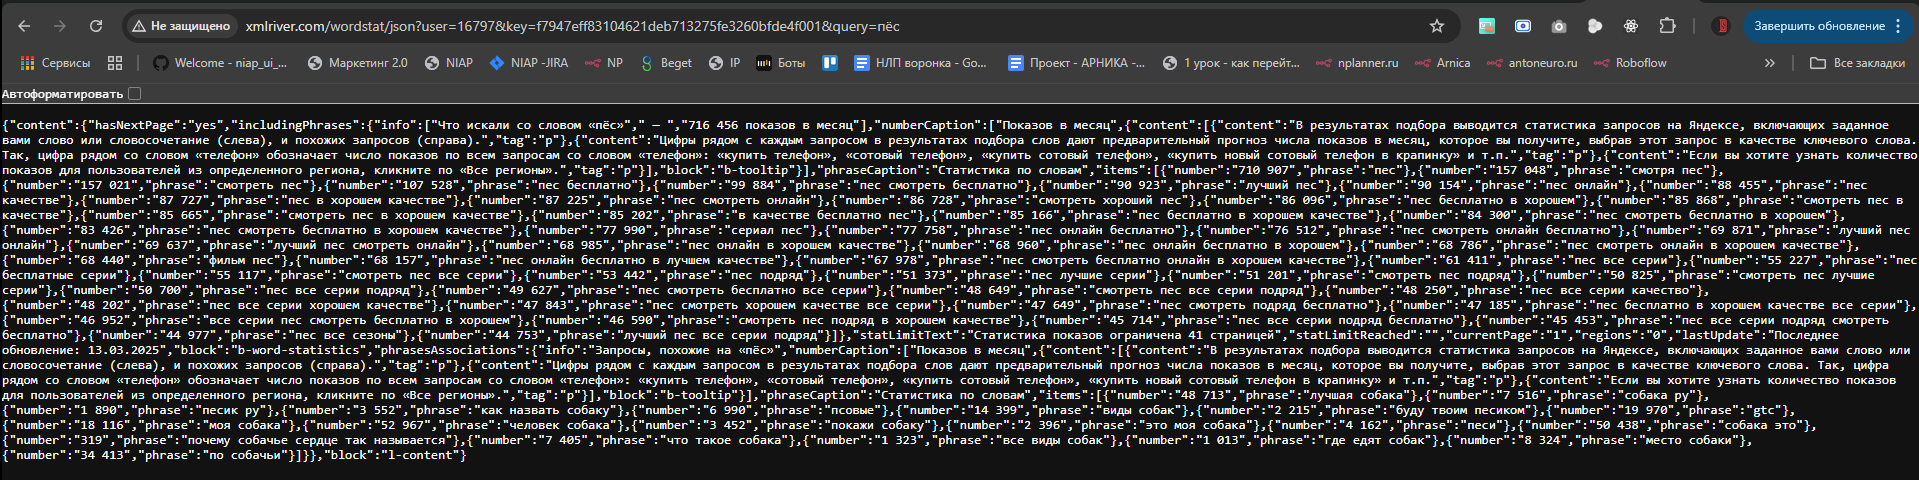 Не защищено xmlriver.com/wordstat/json?user=16797&key=f7947eff83104621deb713275fe3260bfde4f001&query=пёс Завершить обновление
Сервисы Welcome - niap_ui_... Маркетинг 2.0 NIAP NIAP -JIRA NP Beget IP Боты НЛП воронка - Go... Проект - АРНИКА -... 1 урок - как перейт... nplanner.ru Arnica antoneuro.ru Roboflow » Все закладки
Автоформатировать
{"content":{"hasNextPage":"yes","includingPhrases":{"info":["Что искали со словом «пёс»"," — ","716 456 показов в месяц"],"numberCaption":["Показов в месяц",{"content":[{"content":"В результатах подбора выводится статистика запросов на Яндексе, включающих заданное
вами слово или словосочетание (слева), и похожих запросов (справа).","tag":"p"},{"content":"Цифры рядом с каждым запросом в результатах подбора слов дают предварительный прогноз числа показов в месяц, которое вы получите, выбрав этот запрос в качестве ключевого слова.
Так, цифра рядом со словом «телефон» обозначает число показов по всем запросам со словом «телефон»: «купить телефон», «сотовый телефон», «купить сотовый телефон», «купить новый сотовый телефон в крапинку» и т.п.","tag":"p"},{"content":"Если вы хотите узнать количество
показов для пользователей из определенного региона, кликните по «Все регионы».","tag":"p"}],"block":"b-tooltip"}],"phraseCaption":"Статистика по словам","items":[{"number":"710 907","phrase":"пес"},{"number":"157 048","phrase":"смотря пес"},
{"number":"157 021","phrase":"смотреть пес"},{"number":"107 528","phrase":"пес бесплатно"},{"number":"99 884","phrase":"пес смотреть бесплатно"},{"number":"90 923","phrase":"лучший пес"},{"number":"90 154","phrase":"пес онлайн"},{"number":"88 455","phrase":"пес
качестве"},{"number":"87 727","phrase":"пес в хорошем качестве"},{"number":"87 225","phrase":"пес смотреть онлайн"},{"number":"86 728","phrase":"смотреть хороший пес"},{"number":"86 096","phrase":"пес бесплатно в хорошем"},{"number":"85 868","phrase":"смотреть пес в
качестве"},{"number":"85 665","phrase":"смотреть пес в хорошем качестве"},{"number":"85 202","phrase":"в качестве бесплатно пес"},{"number":"85 166","phrase":"пес бесплатно в хорошем качестве"},{"number":"84 300","phrase":"пес смотреть бесплатно в хорошем"},
{"number":"83 426","phrase":"пес смотреть бесплатно в хорошем качестве"},{"number":"77 990","phrase":"сериал пес"},{"number":"77 758","phrase":"пес онлайн бесплатно"},{"number":"76 512","phrase":"пес смотреть онлайн бесплатно"},{"number":"69 871","phrase":"лучший пес
онлайн"},{"number":"69 637","phrase":"лучший пес смотреть онлайн"},{"number":"68 985","phrase":"пес онлайн в хорошем качестве"},{"number":"68 960","phrase":"пес онлайн бесплатно в хорошем"},{"number":"68 786","phrase":"пес смотреть онлайн в хорошем качестве"},
{"number":"68 440","phrase":"фильм пес"},{"number":"68 157","phrase":"пес онлайн бесплатно в лучшем качестве"},{"number":"67 978","phrase":"пес смотреть бесплатно онлайн в хорошем качестве"},{"number":"61 411","phrase":"пес все серии"},{"number":"55 227","phrase":"пес
бесплатные серии"},{"number":"55 117","phrase":"смотреть пес все серии"},{"number":"53 442","phrase":"пес подряд"},{"number":"51 373","phrase":"пес лучшие серии"},{"number":"51 201","phrase":"смотреть пес подряд"},{"number":"50 825","phrase":"смотреть пес лучшие
серии"},{"number":"50 700","phrase":"пес все серии подряд"},{"number":"49 627","phrase":"пес смотреть бесплатно все серии"},{"number":"48 649","phrase":"смотреть пес все серии подряд"},{"number":"48 250","phrase":"пес все серии качество"},
{"number":"48 202","phrase":"пес все серии хорошем качестве"},{"number":"47 843","phrase":"пес смотреть хорошем качестве все серии"},{"number":"47 649","phrase":"пес смотреть подряд бесплатно"},{"number":"47 185","phrase":"пес бесплатно в хорошем качестве все серии"},
{"number":"46 952","phrase":"все серии пес смотреть бесплатно в хорошем"},{"number":"46 590","phrase":"смотреть пес подряд в хорошем качестве"},{"number":"45 714","phrase":"пес все серии подряд бесплатно"},{"number":"45 453","phrase":"пес все серии подряд смотреть
бесплатно"},{"number":"44 977","phrase":"пес все сезоны"},{"number":"44 753","phrase":"лучший пес все серии подряд"}]},"statLimitText":"Статистика показов ограничена 41 страницей","statLimitReached":"","currentPage":"1","regions":"0","lastUpdate":"Последнее
обновление: 13.03.2025","block":"b-word-statistics","phrasesAssociations":{"info":"Запросы, похожие на «пёс»","numberCaption":["Показов в месяц",{"content":[{"content":"В результатах подбора выводится статистика запросов на Яндексе, включающих заданное вами слово или
словосочетание (слева), и похожих запросов (справа).","tag":"p"},{"content":"Цифры рядом с каждым запросом в результатах подбора слов дают предварительный прогноз числа показов в месяц, которое вы получите, выбрав этот запрос в качестве ключевого слова. Так, цифра
рядом со словом «телефон» обозначает число показов по всем запросам со словом «телефон»: «купить телефон», «сотовый телефон», «купить сотовый телефон», «купить новый сотовый телефон в крапинку» и т.п.","tag":"p"},{"content":"Если вы хотите узнать количество показов
для пользователей из определенного региона, кликните по «Все регионы».","tag":"p"}],"block":"b-tooltip"}],"phraseCaption":"Статистика по словам","items":[{"number":"48 713","phrase":"лучшая собака"},{"number":"7 516","phrase":"собака ру"},
{"number":"1 890","phrase":"песик ру"},{"number":"3 552","phrase":"как назвать собаку"},{"number":"6 990","phrase":"псовые"},{"number":"14 399","phrase":"виды собак"},{"number":"2 215","phrase":"буду твоим песиком"},{"number":"19 970","phrase":"gtc"},
{"number":"18 116","phrase":"моя собака"},{"number":"52 967","phrase":"человек собака"},{"number":"3 452","phrase":"покажи собаку"},{"number":"2 396","phrase":"это моя собака"},{"number":"4 162","phrase":"песи"},{"number":"50 438","phrase":"собака это"},
{"number":"319","phrase":"почему собачье сердце так называется"},{"number":"7 405","phrase":"что такое собака"},{"number":"1 323","phrase":"все виды собак"},{"number":"1 013","phrase":"где едят собак"},{"number":"8 324","phrase":"место собаки"},
{"number":"34 413","phrase":"по собачьи"}]}},"block":"l-content"}